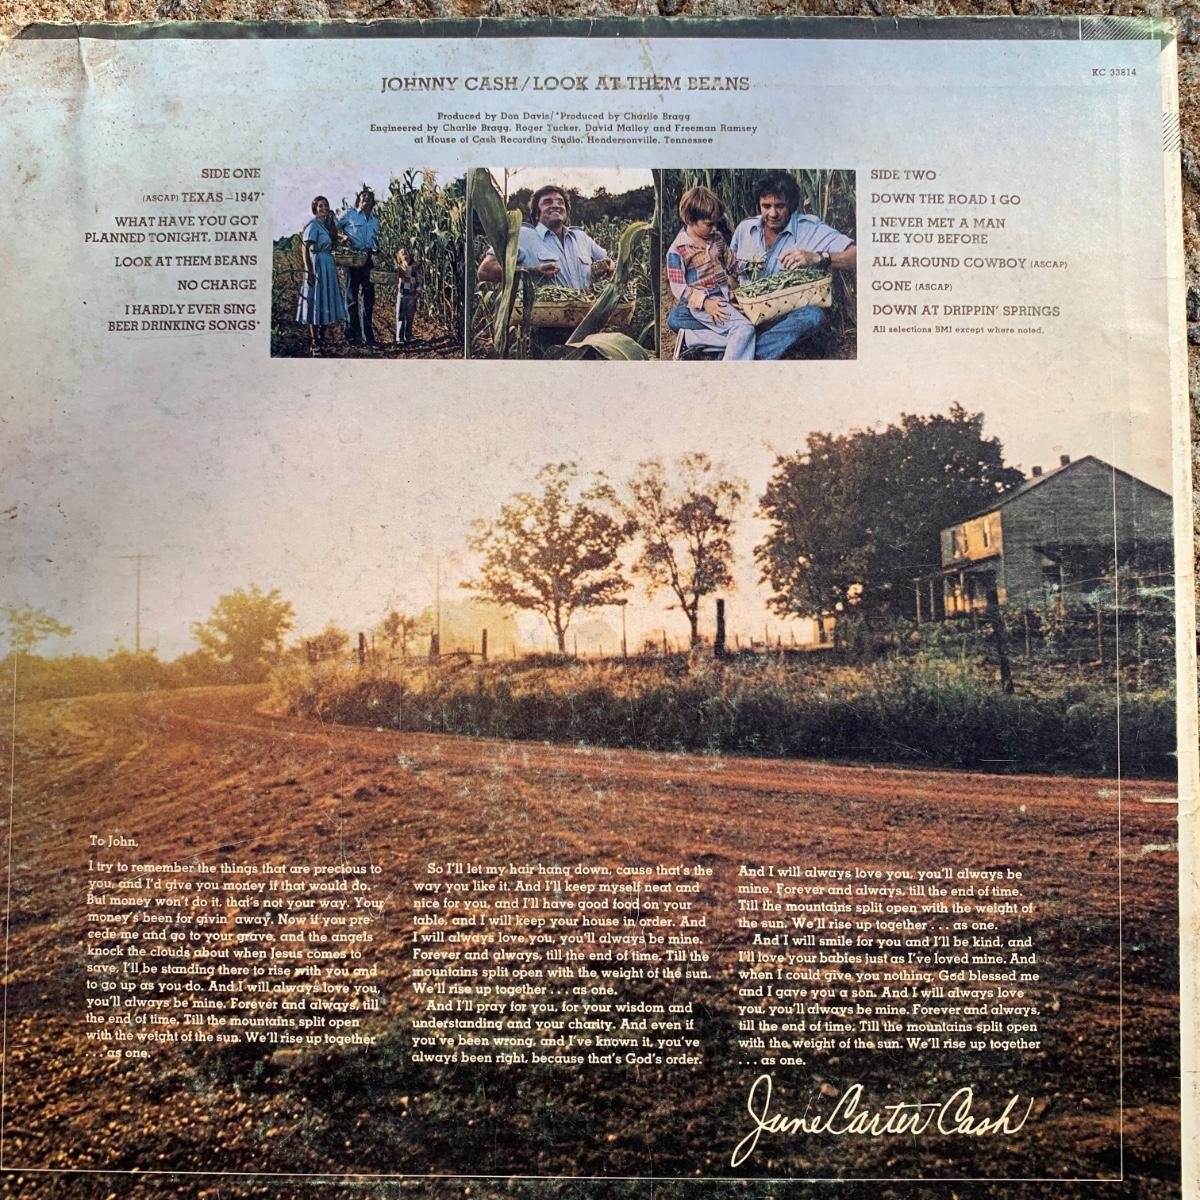 KC 33814
JOHNNY CASH/LOOK AT THEM BEANS
Produced by Don Davis/*Produced by Charlie Bragg
Engineered by Charlie Bragg, Roger Tucker, David Malloy and Freeman Ramsey
at House of Cash Recording Studio, Hendersonville, Tennessee
SIDE ONE
(ASCAP) TEXAS–1947*
WHAT HAVE YOU GOT
PLANNED TONIGHT, DIANA
LOOK AT THEM BEANS
NO CHARGE
I HARDLY EVER SING
BEER DRINKING SONGS*
SIDE TWO
DOWN THE ROAD I GO
I NEVER MET A MAN
LIKE YOU BEFORE
ALL AROUND COWBOY (ASCAP)
GONE (ASCAP)
DOWN AT DRIPPIN' SPRINGS
All selections BMI except where noted.
To John,
I try to remember the things that are precious to
you, and I'd give you money if that would do.
But money won't do it, that's not your way. Your
money's been for givin' away. Now if you pre-
cede me and go to your grave, and the angels
knock the clouds about when Jesus comes to
save, I'll be standing there to rise with you and
to go up as you do. And I will always love you,
you'll always be mine. Forever and always, till
the end of time. Till the mountains split open
with the weight of the sun. We'll rise up together
. . . as one.
So I'll let my hair hang down, cause that's the
way you like it. And I'll keep myself neat and
nice for you, and I'll have good food on your
table, and I will keep your house in order. And
I will always love you, you'll always be mine.
Forever and always, till the end of time. Till the
mountains split open with the weight of the sun.
We'll rise up together . . . as one.
And I'll pray for you, for your wisdom and
understanding and your charity. And even if
you've been wrong, and I've known it, you've
always been right, because that's God's order.
And I will always love you, you'll always be
mine. Forever and always, till the end of time.
Till the mountains split open with the weight of
the sun. We'll rise up together . . . as one.
And I will smile for you and I'll be kind, and
I'll love your babies just as I've loved mine. And
when I could give you nothing, God blessed me
and I gave you a son. And I will always love
you, you'll always be mine. Forever and always,
till the end of time. Till the mountains split open
with the weight of the sun. We'll rise up together
. . . as one.
June Carter Cash